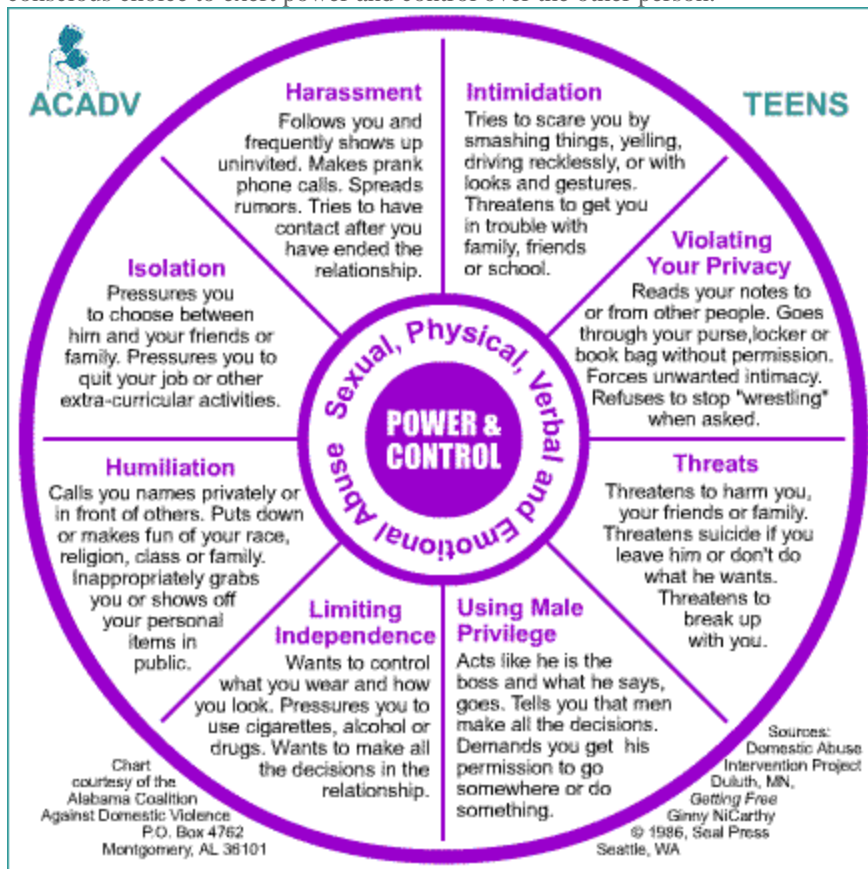 conscious choice to exert power and control over the other person.
ACADV
TEENS
Harassment
Follows you and
frequently shows up
uninvited. Makes prank
phone calls. Spreads
rumors. Tries to have
contact after you
have ended the
relationship.
Intimidation
Tries to scare you by
smashing things, yelling,
driving recklessly, or with
looks and gestures.
Threatens to get you
in trouble with
family, friends
or school.
Violating
Your Privacy
Reads your notes to
or from other people. Goes
through your purse,locker or
book bag without permission.
Forces unwanted intimacy.
Refuses to stop "wrestling"
when asked.
Threats
Threatens to harm you,
your friends or family.
Threatens suicide if you
leave him or don't do
what he wants.
Threatens to
break up
with you.
Using Male
Privilege
Acts like he is the
boss and what he says,
goes. Tells you that men
make all the decisions.
Demands you get his
permission to go
somewhere or do
something.
Limiting
Independence
Wants to control
what you wear and how
you look. Pressures you to
use cigarettes, alcohol or
drugs. Wants to make all
the decisions in the
relationship.
Humiliation
Calls you names privately or
in front of others. Puts down
or makes fun of your race,
religion, class or family.
Inappropriately grabs
you or shows off
your personal
items in
public.
Isolation
Pressures you
to choose between
him and your friends or
family. Pressures you to
quit your job or other
extra-curricular activities.
Sexual, Physical, Verbal and Emotional Abuse
POWER &
CONTROL
Chart
courtesy of the
Alabama Coalition
Against Domestic Violence
P.O. Box 4762
Montgomery, AL 36101
Sources:
Domestic Abuse
Intervention Project
Duluth, MN,
Getting Free
Ginny NiCarthy
© 1986, Seal Press
Seattle, WA